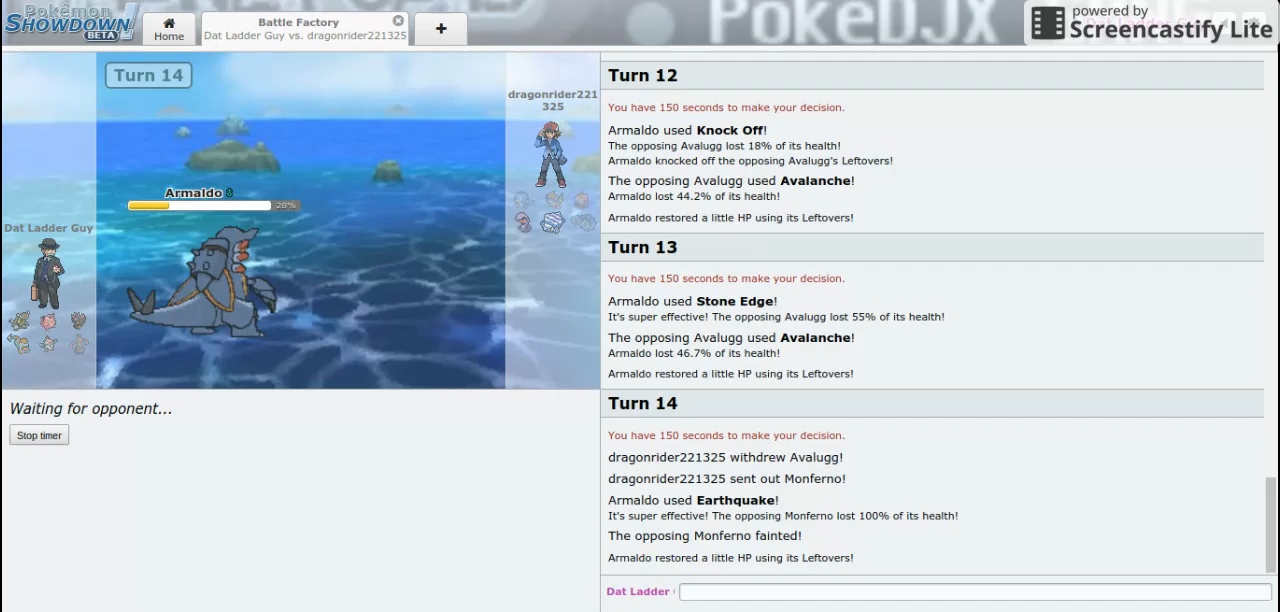 Pokémon
SHOWDOWN!
BETA
Home
Battle Factory
Dat Ladder Guy vs. dragonrider221325
+
PokeDJX
powered by
Screencastify Lite
Turn 14
dragonrider221
325
Armaldo
28%
Dat Ladder Guy
Waiting for opponent...
Stop timer
Turn 12
You have 150 seconds to make your decision.
Armaldo used Knock Off!
The opposing Avalugg lost 18% of its health!
Armaldo knocked off the opposing Avalugg's Leftovers!
The opposing Avalugg used Avalanche!
Armaldo lost 44.2% of its health!
Armaldo restored a little HP using its Leftovers!
Turn 13
You have 150 seconds to make your decision.
Armaldo used Stone Edge!
It's super effective! The opposing Avalugg lost 55% of its health!
The opposing Avalugg used Avalanche!
Armaldo lost 46.7% of its health!
Armaldo restored a little HP using its Leftovers!
Turn 14
You have 150 seconds to make your decision.
dragonrider221325 withdrew Avalugg!
dragonrider221325 sent out Monferno!
Armaldo used Earthquake!
It's super effective! The opposing Monferno lost 100% of its health!
The opposing Monferno fainted!
Armaldo restored a little HP using its Leftovers!
Dat Ladder